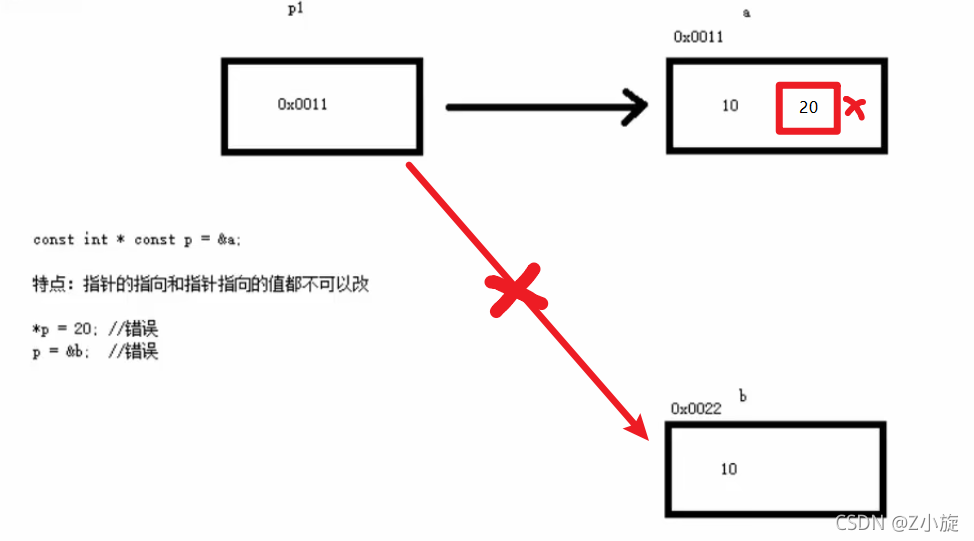 p1
a
0x0011
0x0011
10 20
const int * const p = &a;
特点：指针的指向和指针指向的值都不可以改
*p = 20; //错误
p = &b; //错误
b
0x0022
10
CSDN @Z小旋